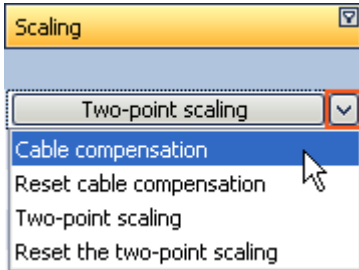 Scaling
Two-point scaling
Cable compensation
Reset cable compensation
Two-point scaling
Reset the two-point scaling